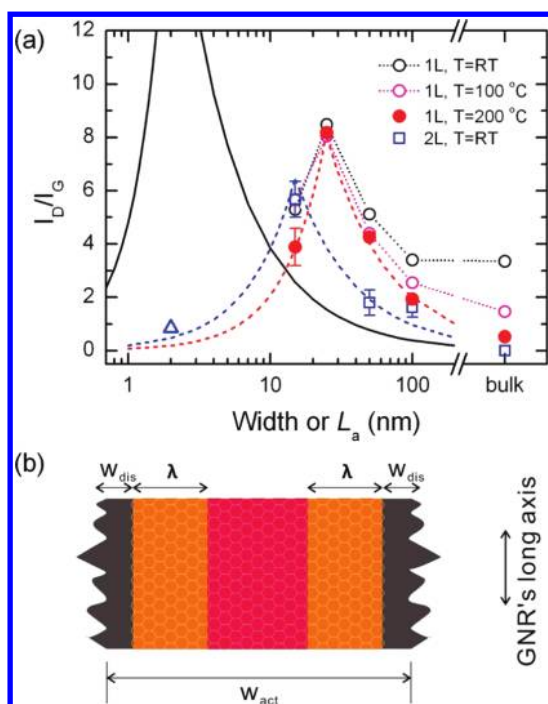 (a)
12
10
8
6
4
2
0
I_D/I_G
1L, T=RT
1L, T=100 °C
1L, T=200 °C
2L, T=RT
1 10 100 bulk
Width or L_a (nm)
(b)
W_dis λ λ W_dis
GNR's long axis
W_act